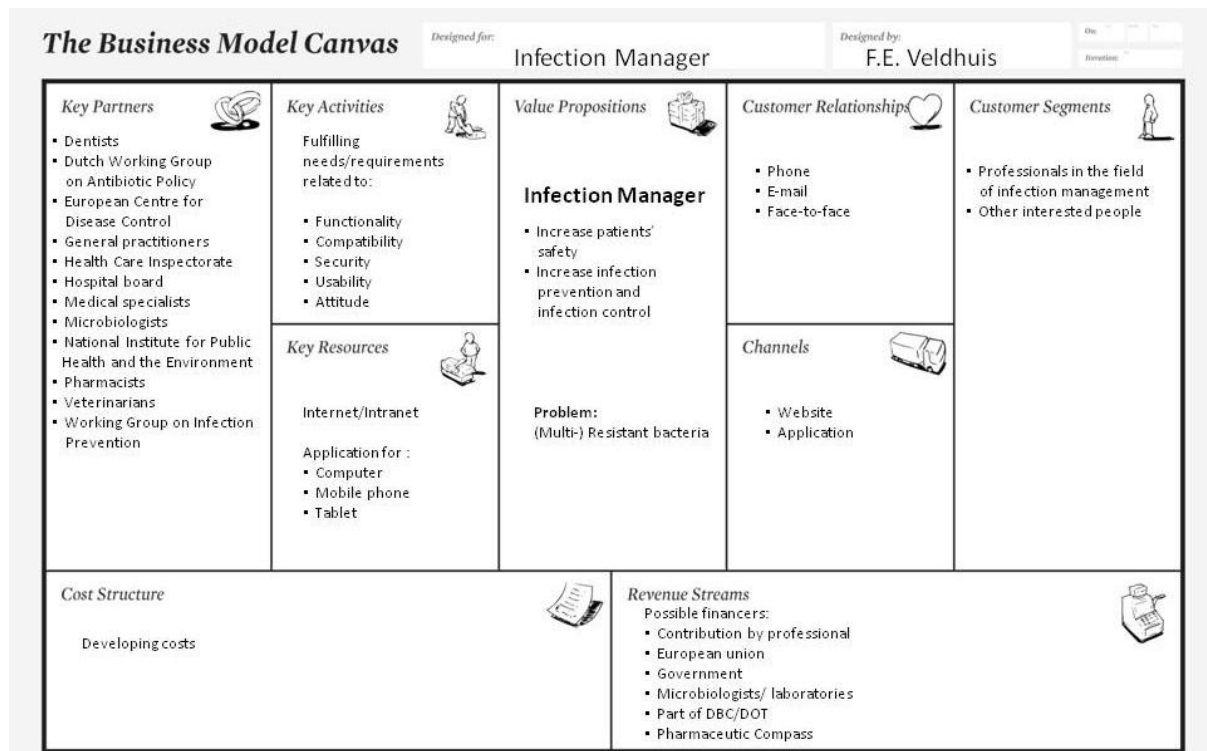 The Business Model Canvas
Designed for:
Infection Manager
Designed by:
F.E. Veldhuis
On:
Iteration:
Key Partners
▪ Dentists
▪ Dutch Working Group
on Antibiotic Policy
▪ European Centre for
Disease Control
▪ General practitioners
▪ Health Care Inspectorate
▪ Hospital board
▪ Medical specialists
▪ Microbiologists
▪ National Institute for Public
Health and the Environment
▪ Pharmacists
▪ Veterinarians
▪ Working Group on Infection
Prevention
Key Activities
Fulfilling
needs/requirements
related to:
▪ Functionality
▪ Compatibility
▪ Security
▪ Usability
▪ Attitude
Key Resources
Internet/Intranet
Application for :
▪ Computer
▪ Mobile phone
▪ Tablet
Value Propositions
Infection Manager
▪ Increase patients'
safety
▪ Increase infection
prevention and
infection control
Problem:
(Multi-) Resistant bacteria
Customer Relationships
▪ Phone
▪ E-mail
▪ Face-to-face
Channels
▪ Website
▪ Application
Customer Segments
▪ Professionals in the field
of infection management
▪ Other interested people
Cost Structure
Developing costs
Revenue Streams
Possible financers:
▪ Contribution by professional
▪ European union
▪ Government
▪ Microbiologists/ laboratories
▪ Part of DBC/DOT
▪ Pharmaceutic Compass